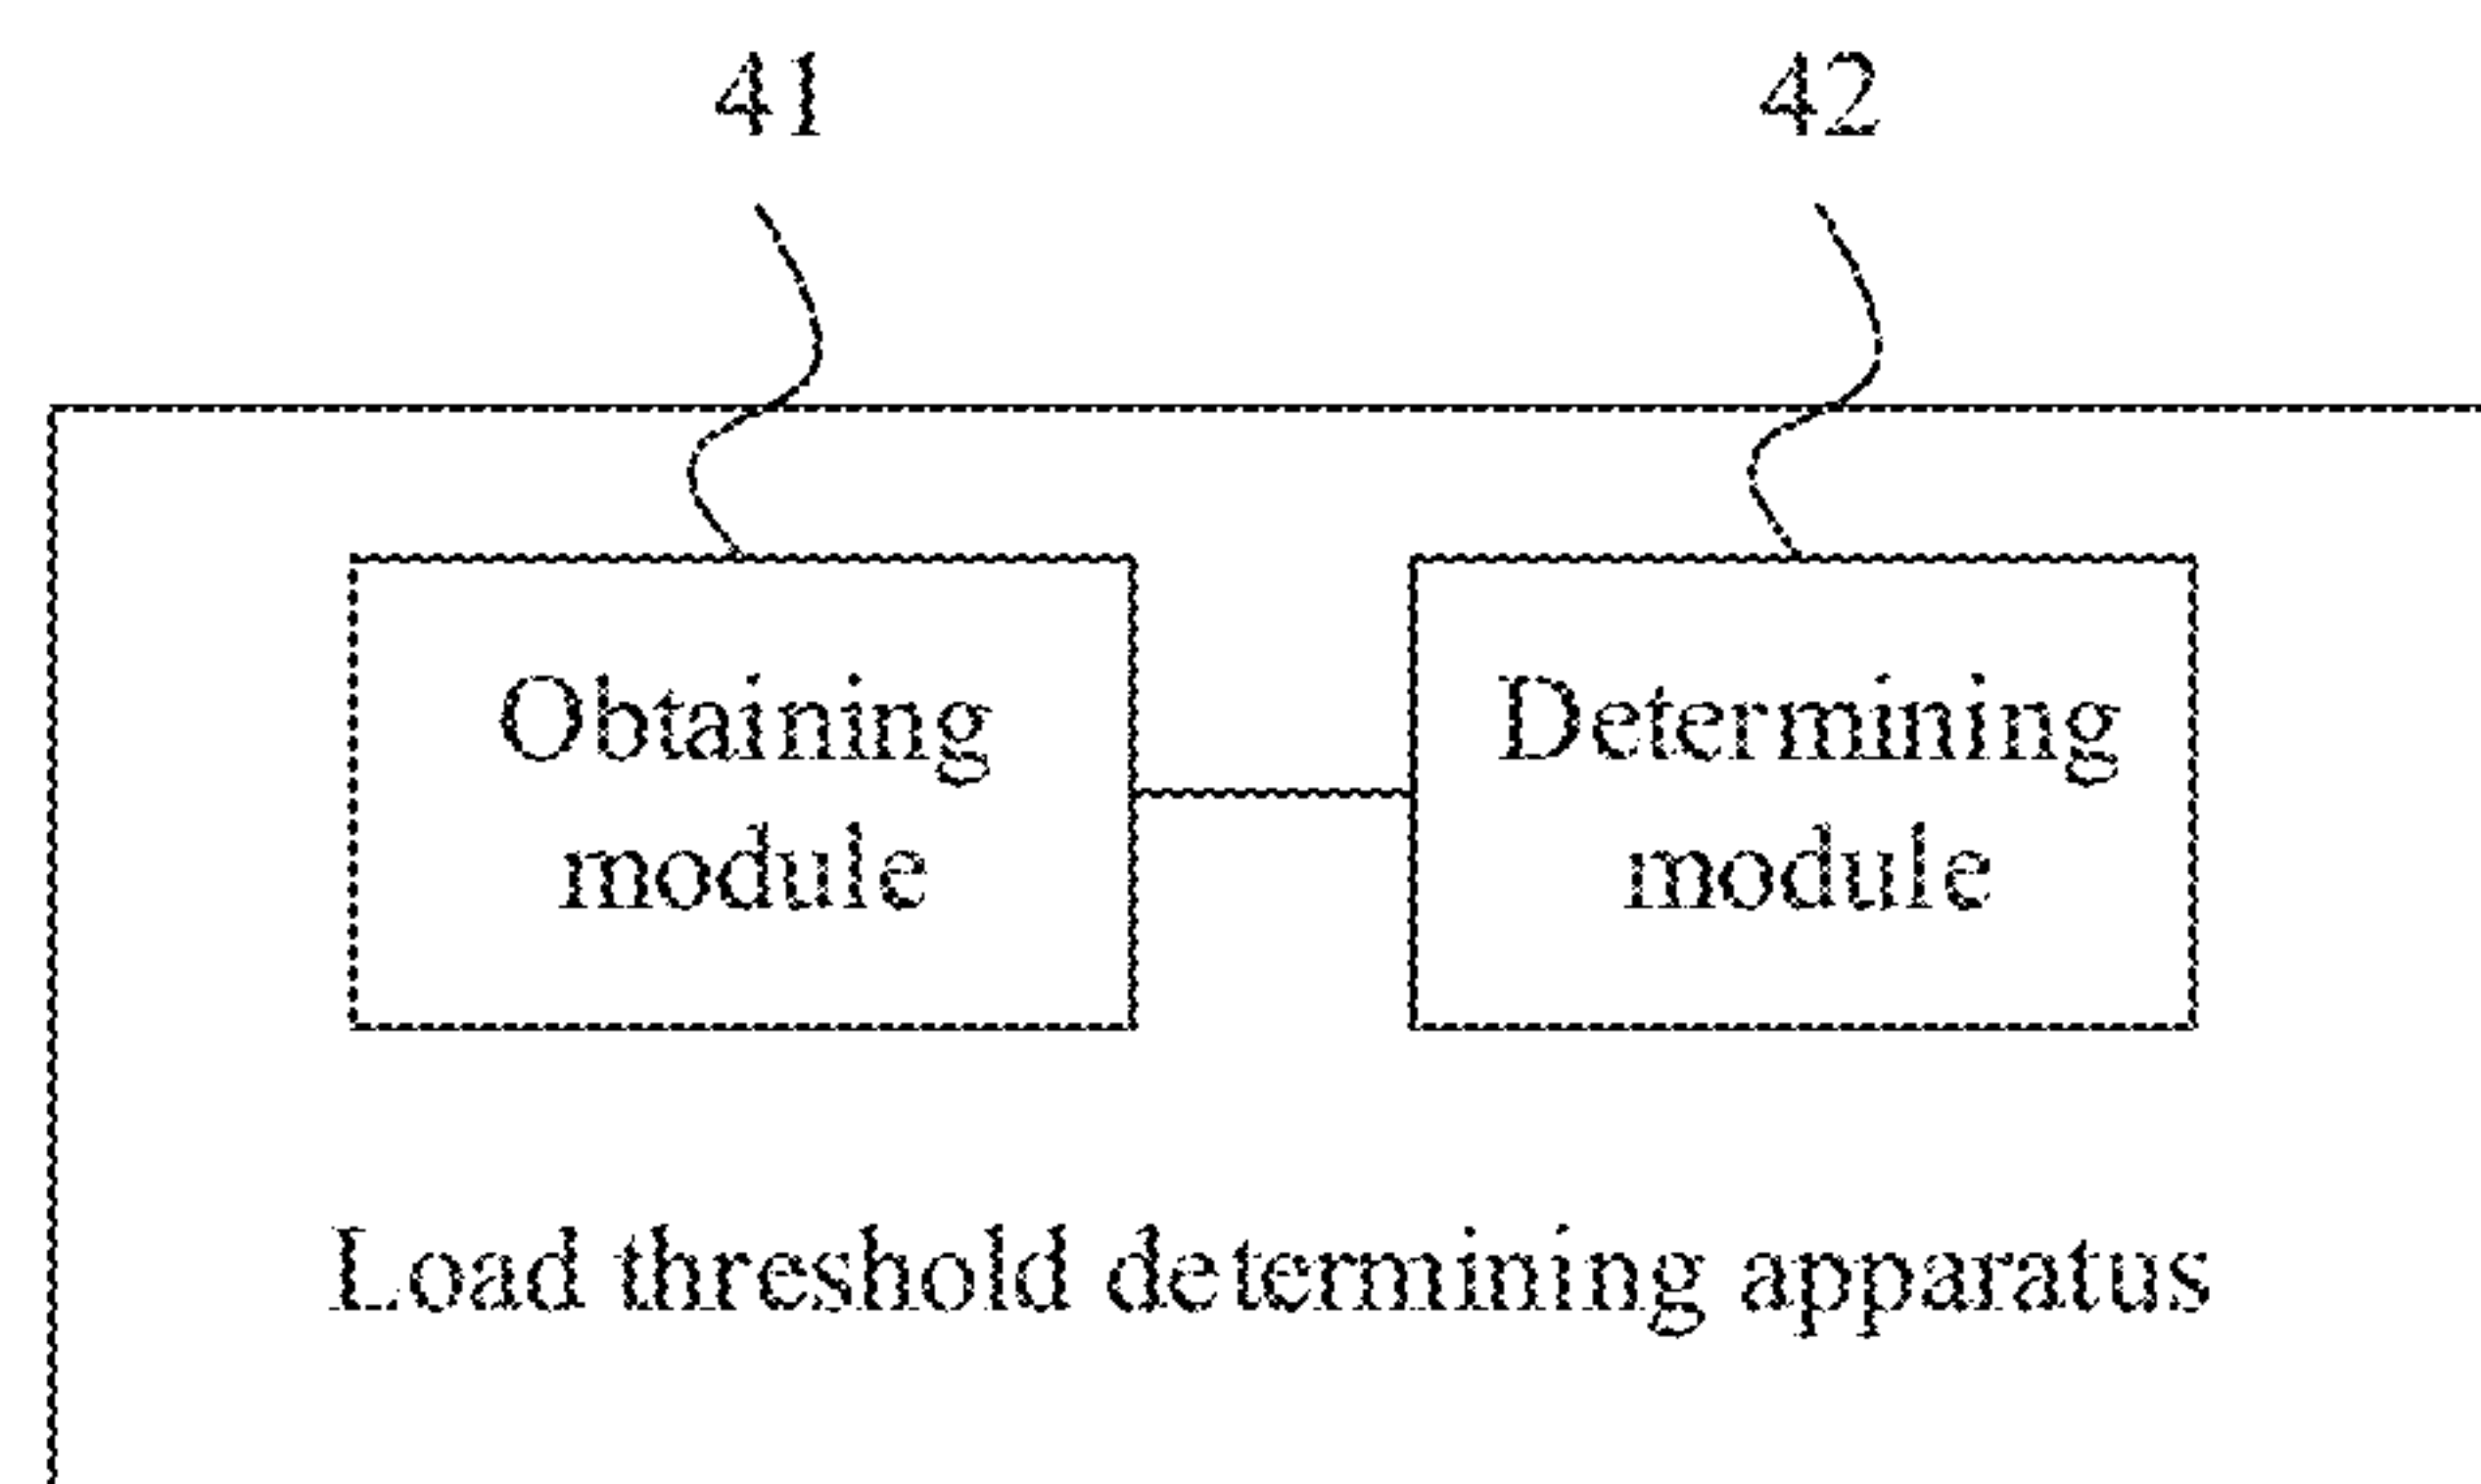 41 42
Obtaining
module
Determining
module
Load threshold determining apparatus